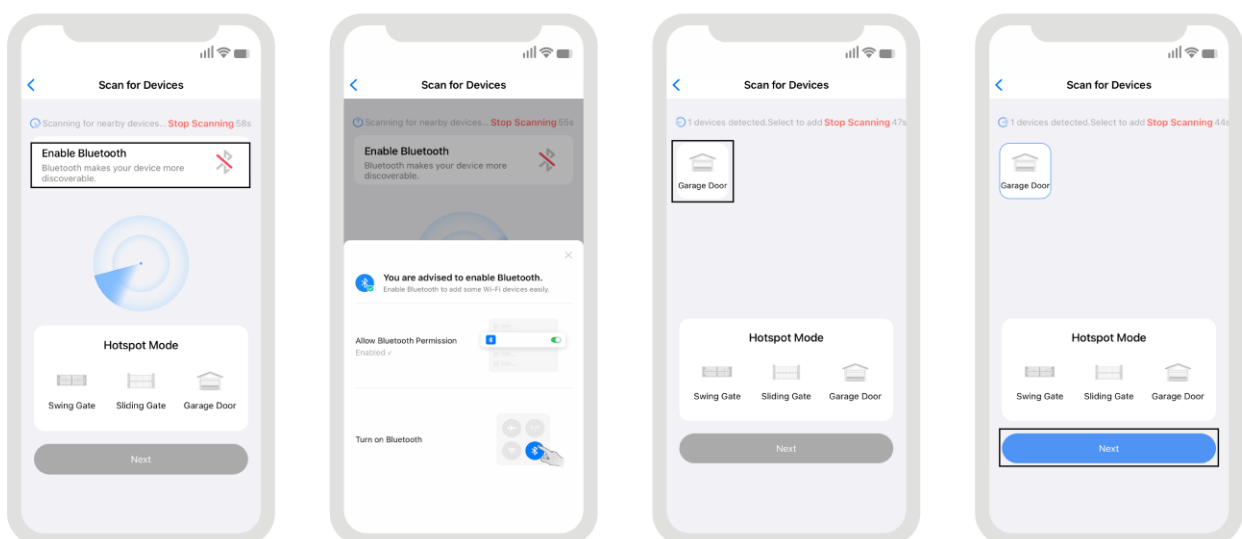 Scan for Devices
Scanning for nearby devices... Stop Scanning 58s
Enable Bluetooth
Bluetooth makes your device more
discoverable.
Hotspot Mode
Swing Gate Sliding Gate Garage Door
Next
Scan for Devices
Scanning for nearby devices... Stop Scanning 55s
Enable Bluetooth
Bluetooth makes your device more
discoverable.
You are advised to enable Bluetooth.
Enable Bluetooth to add some Wi-Fi devices easily.
Allow Bluetooth Permission
Enabled ✓
Turn on Bluetooth
Scan for Devices
1 devices detected.Select to add Stop Scanning 47s
Garage Door
Hotspot Mode
Swing Gate Sliding Gate Garage Door
Next
Scan for Devices
1 devices detected.Select to add Stop Scanning 44s
Garage Door
Hotspot Mode
Swing Gate Sliding Gate Garage Door
Next